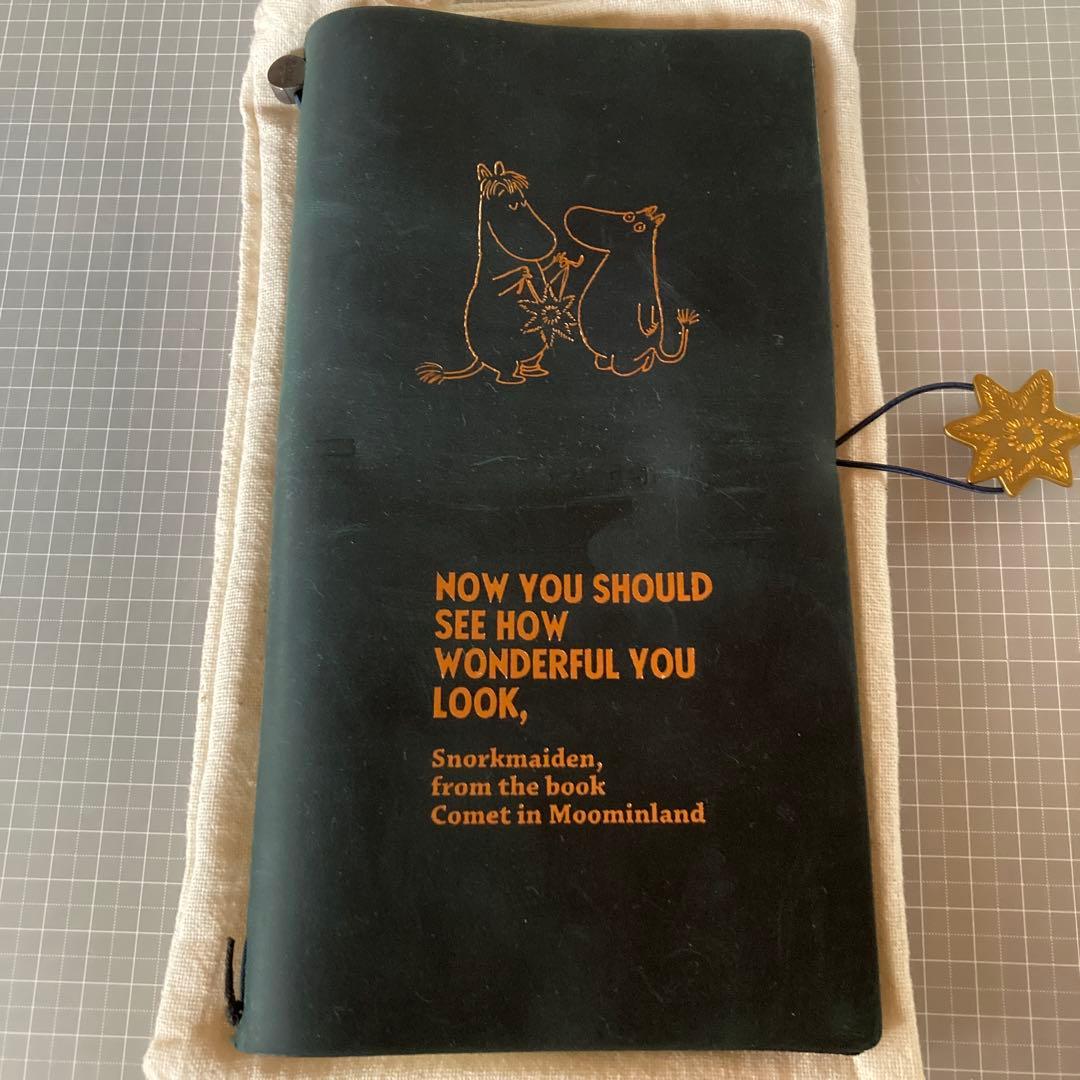 NOW YOU SHOULD
SEE HOW
WONDERFUL YOU
LOOK,
Snorkmaiden,
from the book
Comet in Moominland